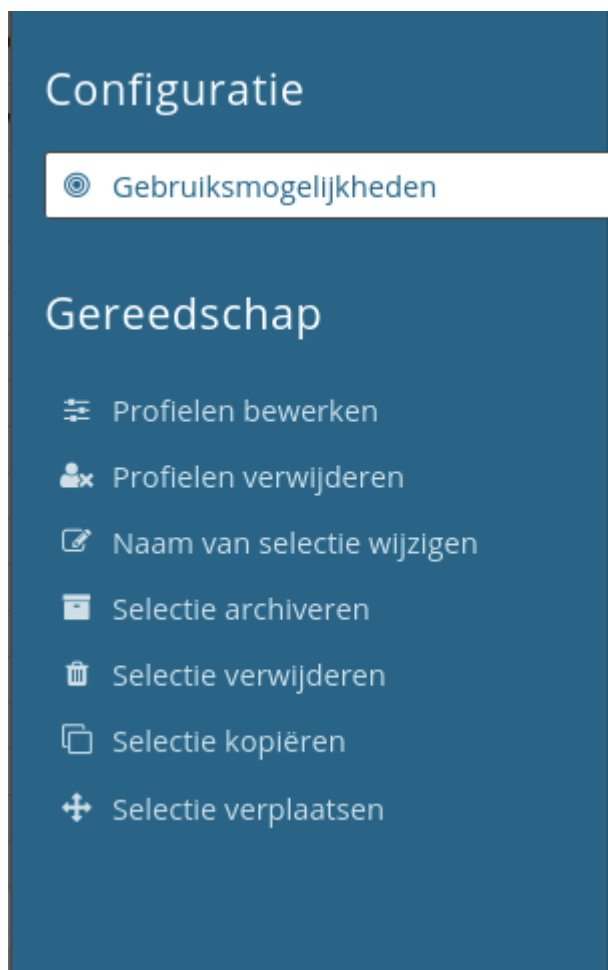 Configuratie
Gebruiksmogelijkheden
Gereedschap
Profielen bewerken
Profielen verwijderen
Naam van selectie wijzigen
Selectie archiveren
Selectie verwijderen
Selectie kopiëren
Selectie verplaatsen